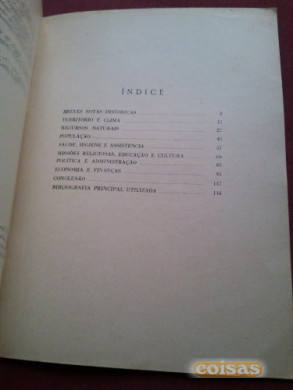 ÍNDICE
BREVES NOTAS HISTÓRICAS
TERRITÓRIO E CLIMA
RECURSOS NATURAIS
POPULAÇÃO
SAÚDE, HIGIENE E ASSISTÊNCIA
MISSÕES RELIGIOSAS, EDUCAÇÃO E CULTURA
POLÍTICA E ADMINISTRAÇÃO
ECONOMIA E FINANÇAS
CONCLUSÃO
BIBLIOGRAFIA PRINCIPAL UTILIZADA
coisas